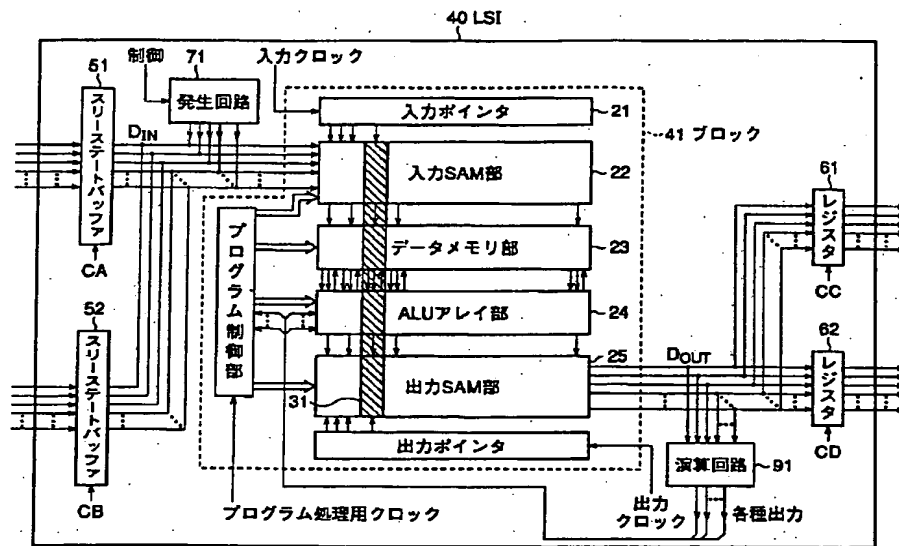 40 LSI
制御
71
発生回路
入力クロック
51
スリーステートバッファ
DIN
入力ポインタ
21
41 ブロック
入力SAM部
22
61
レジスタ
CA
プログラム制御部
データメモリ部
23
CC
52
スリーステートバッファ
ALUアレイ部
24
62
レジスタ
25
DOUT
出力SAM部
31
出力ポインタ
演算回路
91
CD
CB
プログラム処理用クロック
出力
クロック
各種出力